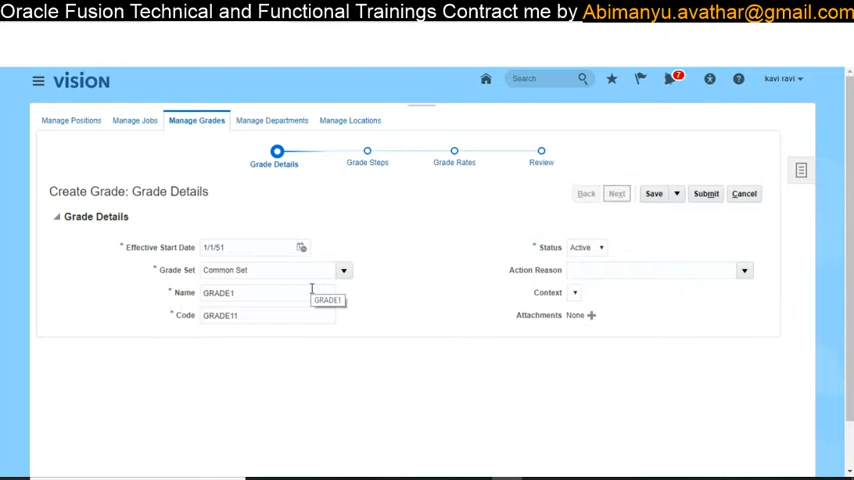 Oracle Fusion Technical and Functional Trainings Contract me by Abimanyu.avathar@gmail.com
VISION Search 7 kavi ravi
Manage Positions Manage Jobs Manage Grades Manage Departments Manage Locations
Grade Details Grade Steps Grade Rates Review
Create Grade: Grade Details Back Next Save Submit Cancel
Grade Details
* Effective Start Date 1/1/51 * Status Active
* Grade Set Common Set Action Reason
* Name GRADE1 Context
GRADE1
* Code GRADE11 Attachments None